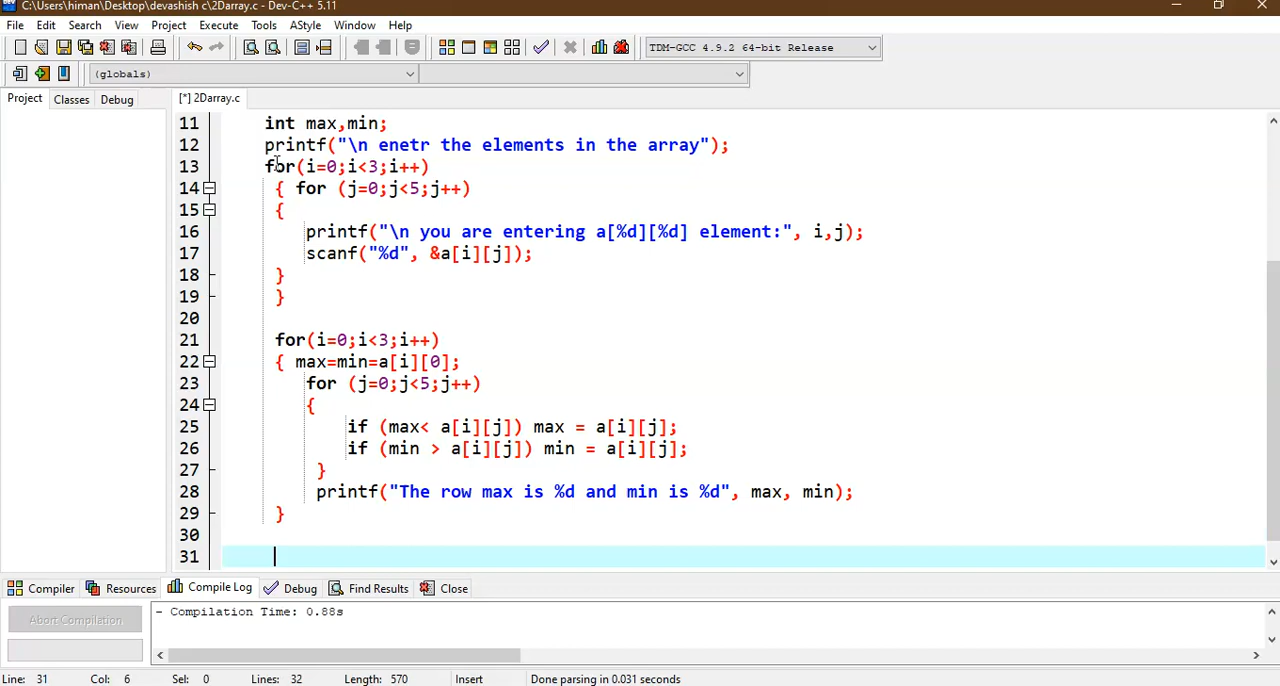 C:\Users\himan\Desktop\devashish c\2Darray.c - Dev-C++ 5.11
File Edit Search View Project Execute Tools AStyle Window Help
TDM-GCC 4.9.2 64-bit Release
(globals)
Project Classes Debug [*] 2Darray.c
11 int max,min;
12 printf("\n enetr the elements in the array");
13 for(i=0;i<3;i++)
14 { for (j=0;j<5;j++)
15 {
16 printf("\n you are entering a[%d][%d] element:", i,j);
17 scanf("%d", &a[i][j]);
18 }
19 }
20
21 for(i=0;i<3;i++)
22 { max=min=a[i][0];
23 for (j=0;j<5;j++)
24 {
25 if (max< a[i][j]) max = a[i][j];
26 if (min > a[i][j]) min = a[i][j];
27 }
28 printf("The row max is %d and min is %d", max, min);
29 }
30
31
Compiler Resources Compile Log Debug Find Results Close
Abort Compilation
- Compilation Time: 0.88s
Line: 31 Col: 6 Sel: 0 Lines: 32 Length: 570 Insert Done parsing in 0.031 seconds